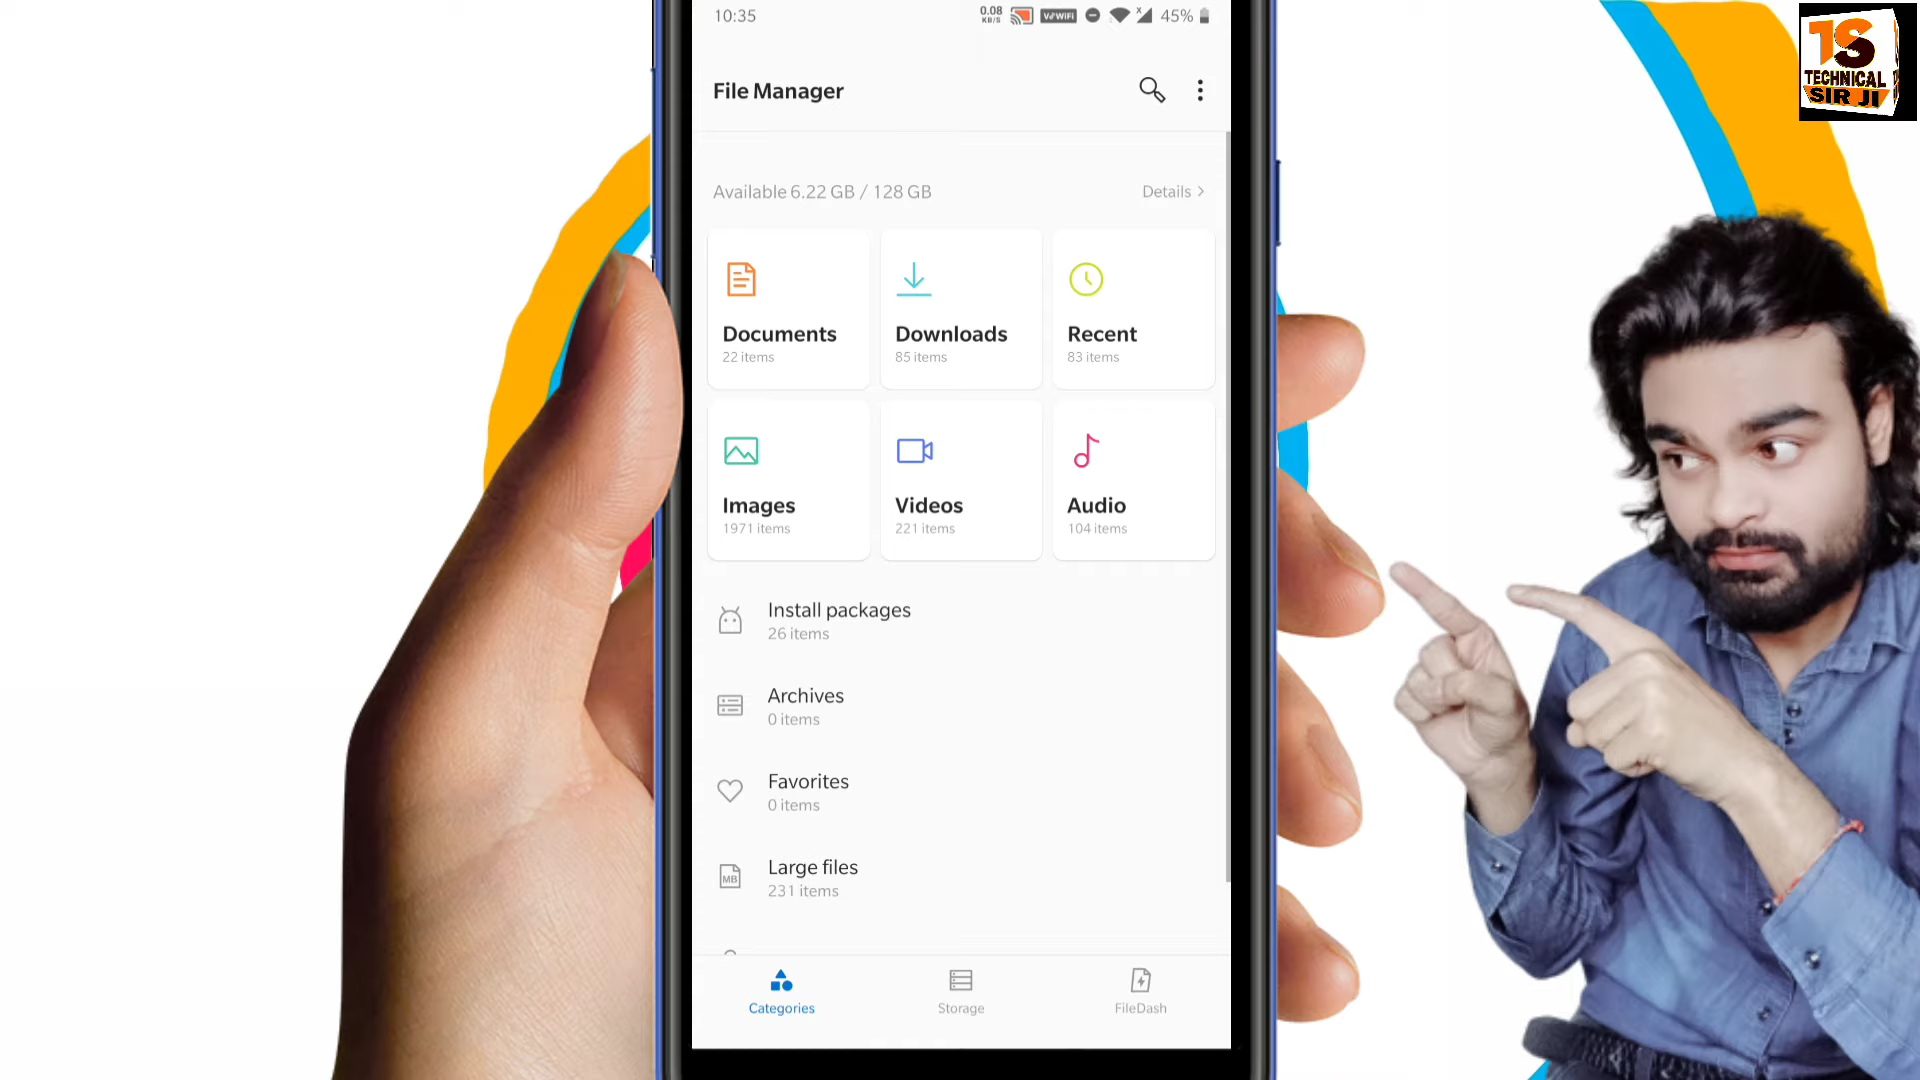 10:35
0.08
KB/S
VoWiFi
x
45%
1S
TECHNICAL
SIR JI
File Manager
Available 6.22 GB / 128 GB
Details >
Documents
22 items
Downloads
85 items
Recent
83 items
Images
1971 items
Videos
221 items
Audio
104 items
Install packages
26 items
Archives
0 items
Favorites
0 items
MB
Large files
231 items
Categories
Storage
FileDash